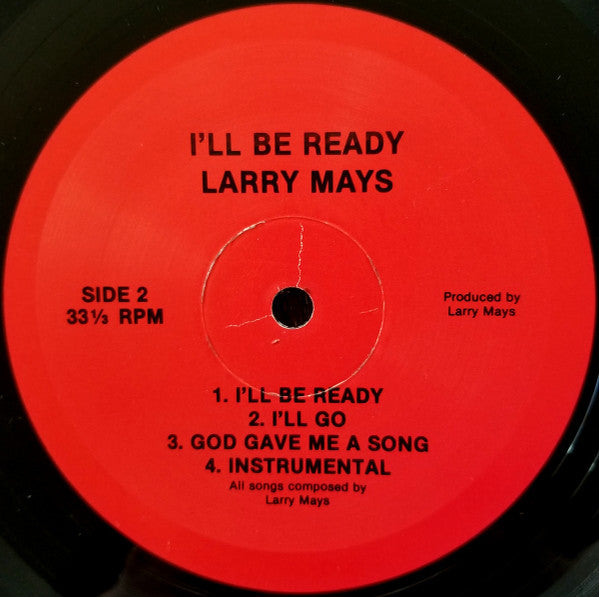 I'LL BE READY
LARRY MAYS
SIDE 2
33⅓ RPM
Produced by
Larry Mays
1. I'LL BE READY
2. I'LL GO
3. GOD GAVE ME A SONG
4. INSTRUMENTAL
All songs composed by
Larry Mays